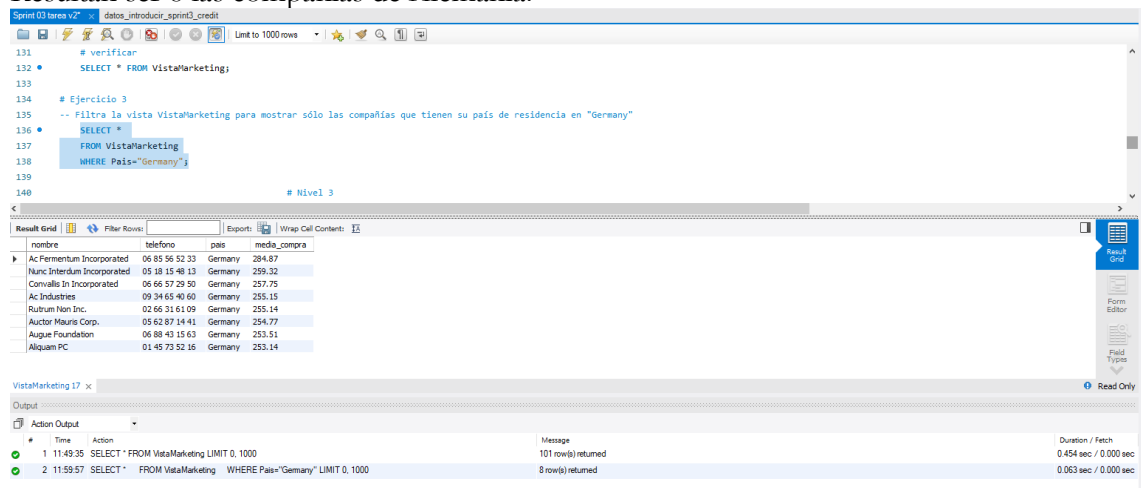 Resultan ser 8 las compañías de Alemania:
Sprint 03 tarea v2* × datos_introducir_sprint3_credit
Limit to 1000 rows
131 # verificar
132 SELECT * FROM VistaMarketing;
133
134 # Ejercicio 3
135 -- Filtra la vista VistaMarketing para mostrar sólo las compañías que tienen su país de residencia en "Germany"
136 SELECT *
137 FROM VistaMarketing
138 WHERE Pais="Germany";
139
140 # Nivel 3
Result Grid Filter Rows: Export: Wrap Cell Content:
nombre telefono pais media_compra
Ac Fermentum Incorporated 06 85 56 52 33 Germany 284.87
Nunc Interdum Incorporated 05 18 15 48 13 Germany 259.32
Convallis In Incorporated 06 66 57 29 50 Germany 257.75
Ac Industries 09 34 65 40 60 Germany 255.15
Rutrum Non Inc. 02 66 31 61 09 Germany 255.14
Auctor Mauris Corp. 05 62 87 14 41 Germany 254.77
Augue Foundation 06 88 43 15 63 Germany 253.51
Aliquam PC 01 45 73 52 16 Germany 253.14
Result
Grid
Form
Editor
Field
Types
VistaMarketing 17 × Read Only
Output
Action Output
# Time Action Message Duration / Fetch
1 11:49:35 SELECT * FROM VistaMarketing LIMIT 0, 1000 101 row(s) returned 0.454 sec / 0.000 sec
2 11:59:57 SELECT * FROM VistaMarketing WHERE Pais="Germany" LIMIT 0, 1000 8 row(s) returned 0.063 sec / 0.000 sec